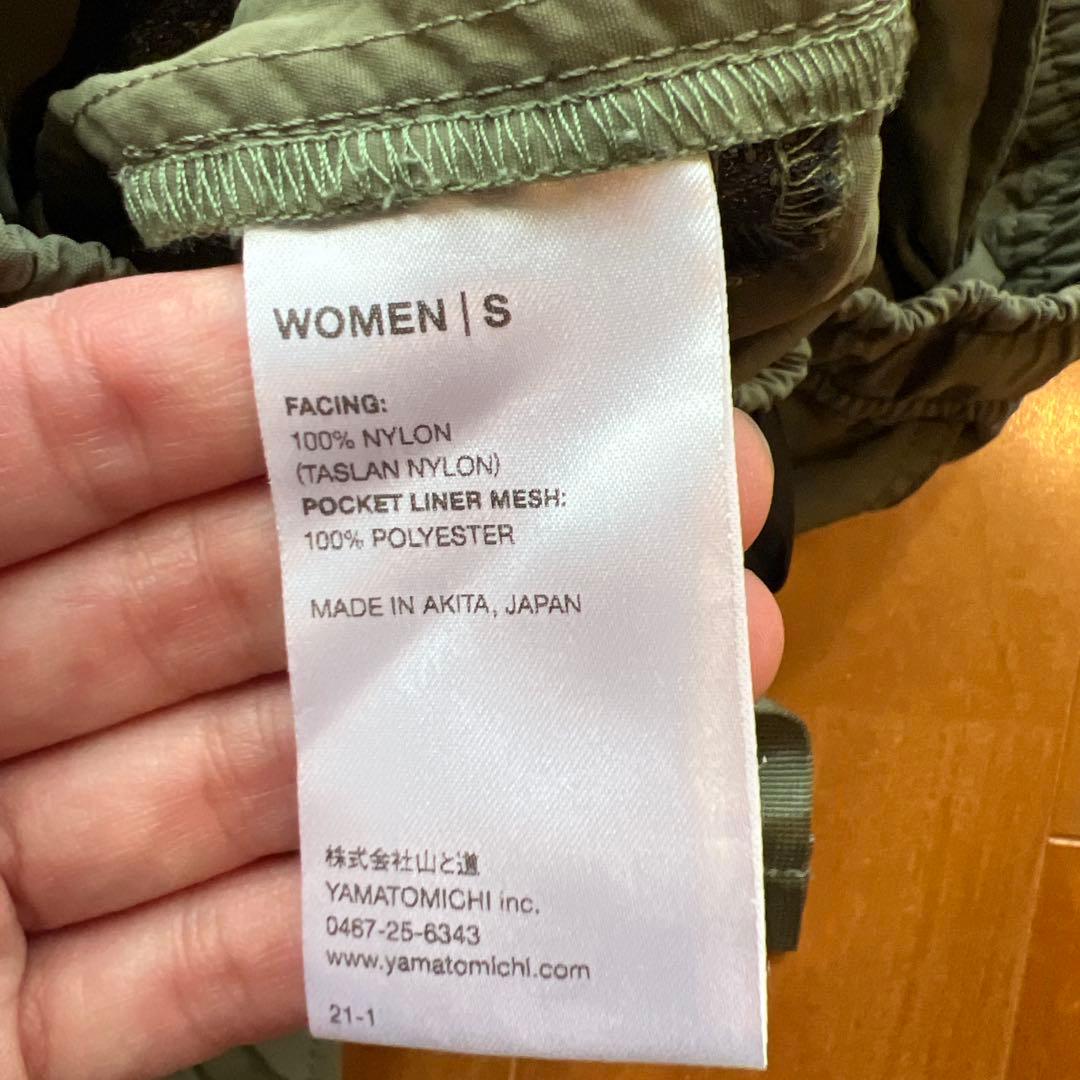 WOMEN | S
FACING:
100% NYLON
(TASLAN NYLON)
POCKET LINER MESH:
100% POLYESTER
MADE IN AKITA, JAPAN
株式会社山と道
YAMATOMICHI inc.
0467-25-6343
www.yamatomichi.com
21-1